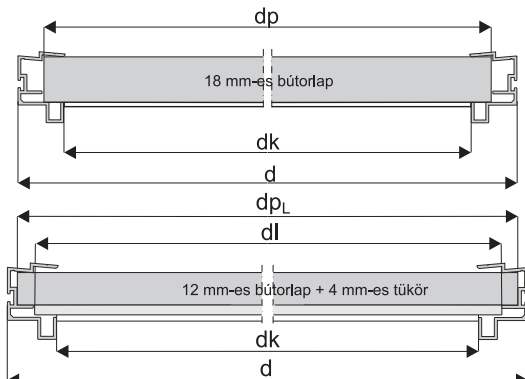 dp
18 mm-es bútorlap
dk
d
dpL
dl
12 mm-es bútorlap + 4 mm-es tükör
dk
d